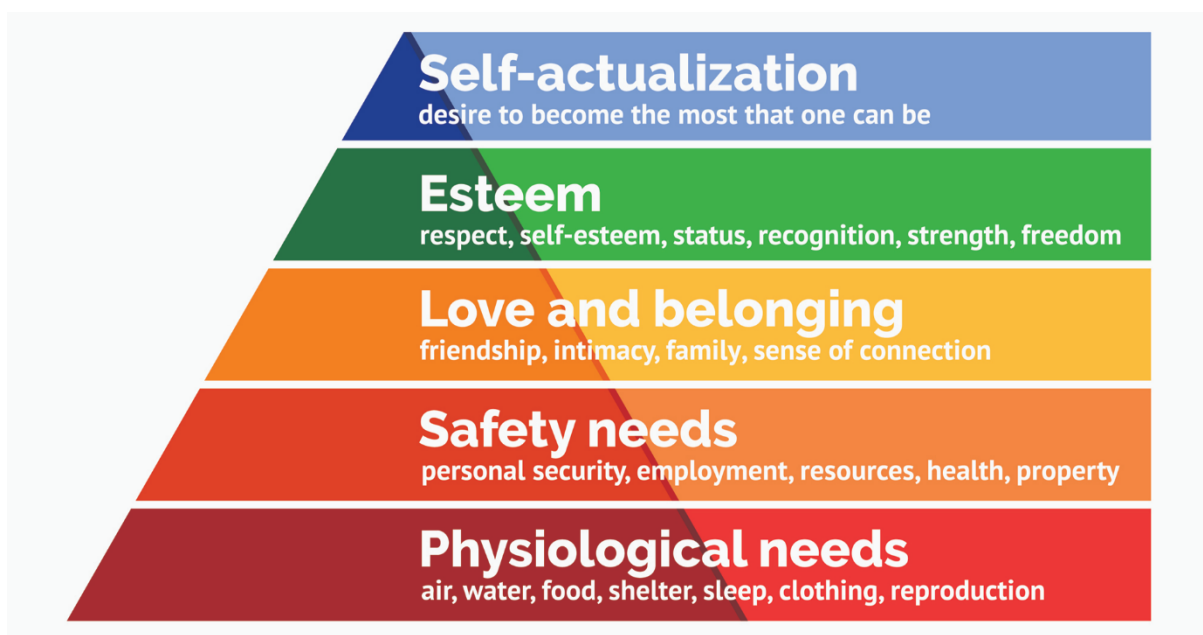 Self-actualization
desire to become the most that one can be
Esteem
respect, self-esteem, status, recognition, strength, freedom
Love and belonging
friendship, intimacy, family, sense of connection
Safety needs
personal security, employment, resources, health, property
Physiological needs
air, water, food, shelter, sleep, clothing, reproduction